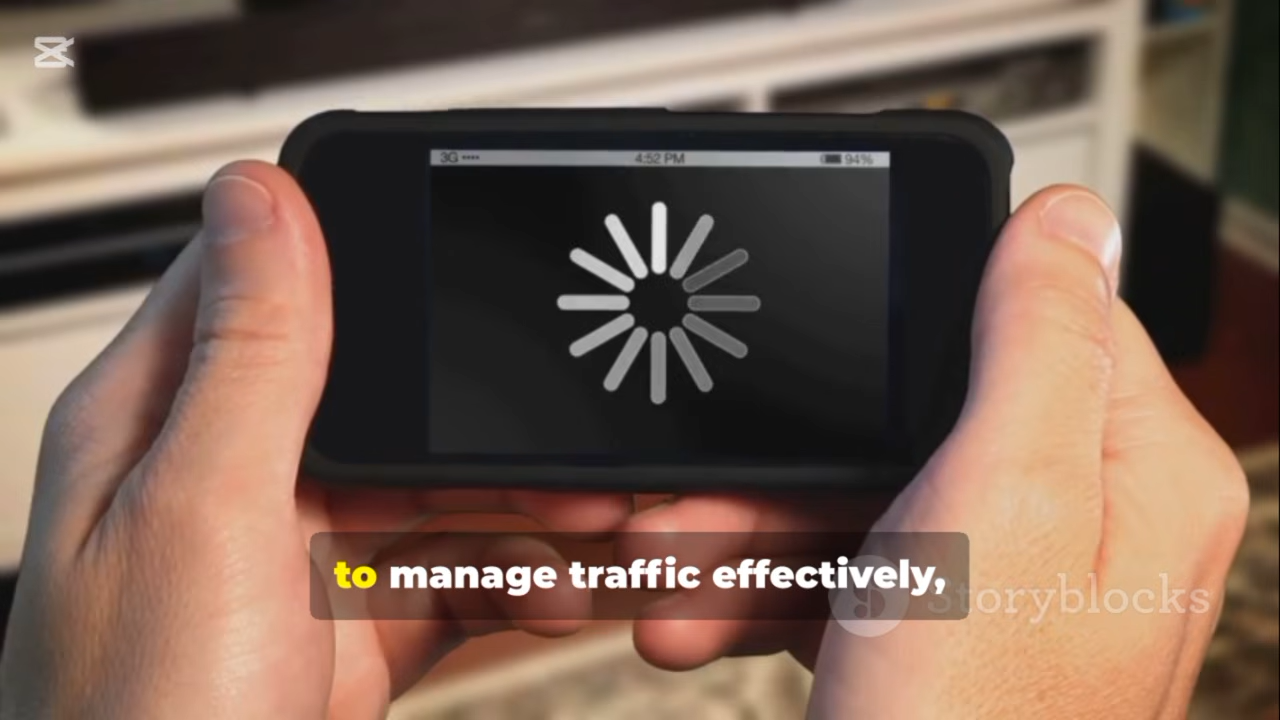 3G
4:52 PM
94%
to manage traffic effectively,
Storyblocks